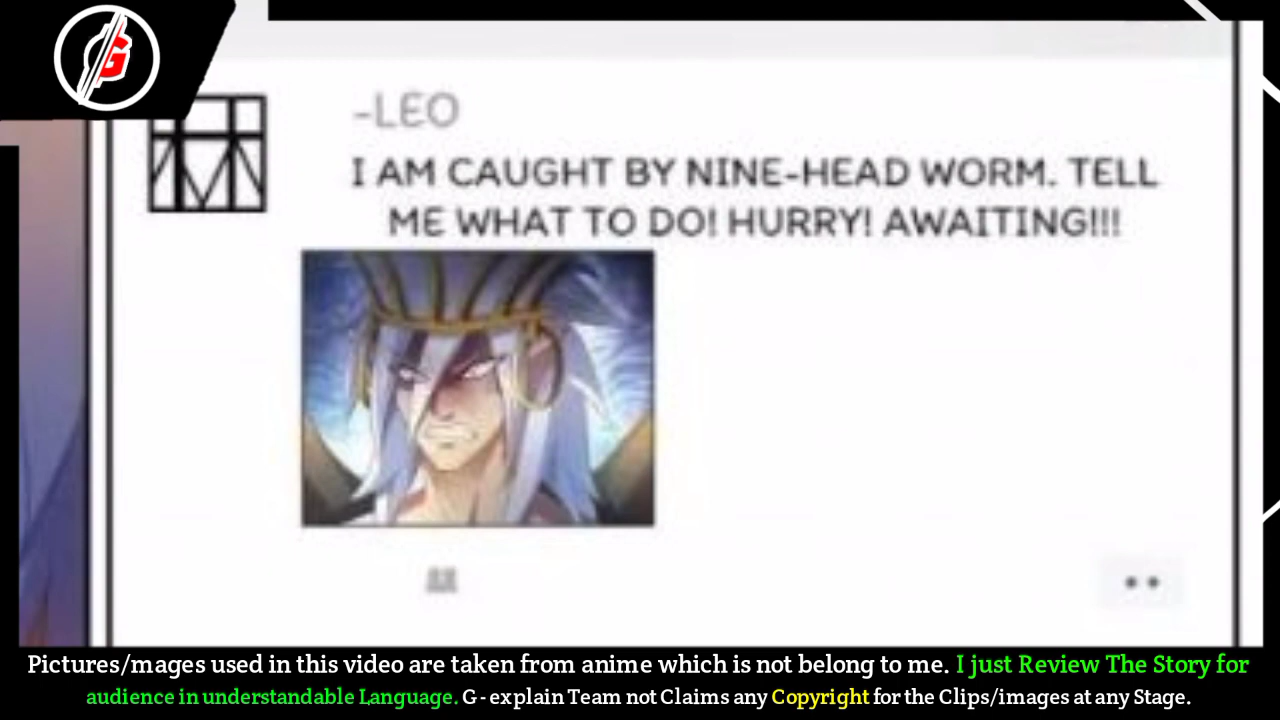 G
-LEO
I AM CAUGHT BY NINE-HEAD WORM. TELL
ME WHAT TO DO! HURRY! AWAITING!!!
Pictures/mages used in this video are taken from anime which is not belong to me. I just Review The Story for
audience in understandable Language. G - explain Team not Claims any Copyright for the Clips/images at any Stage.